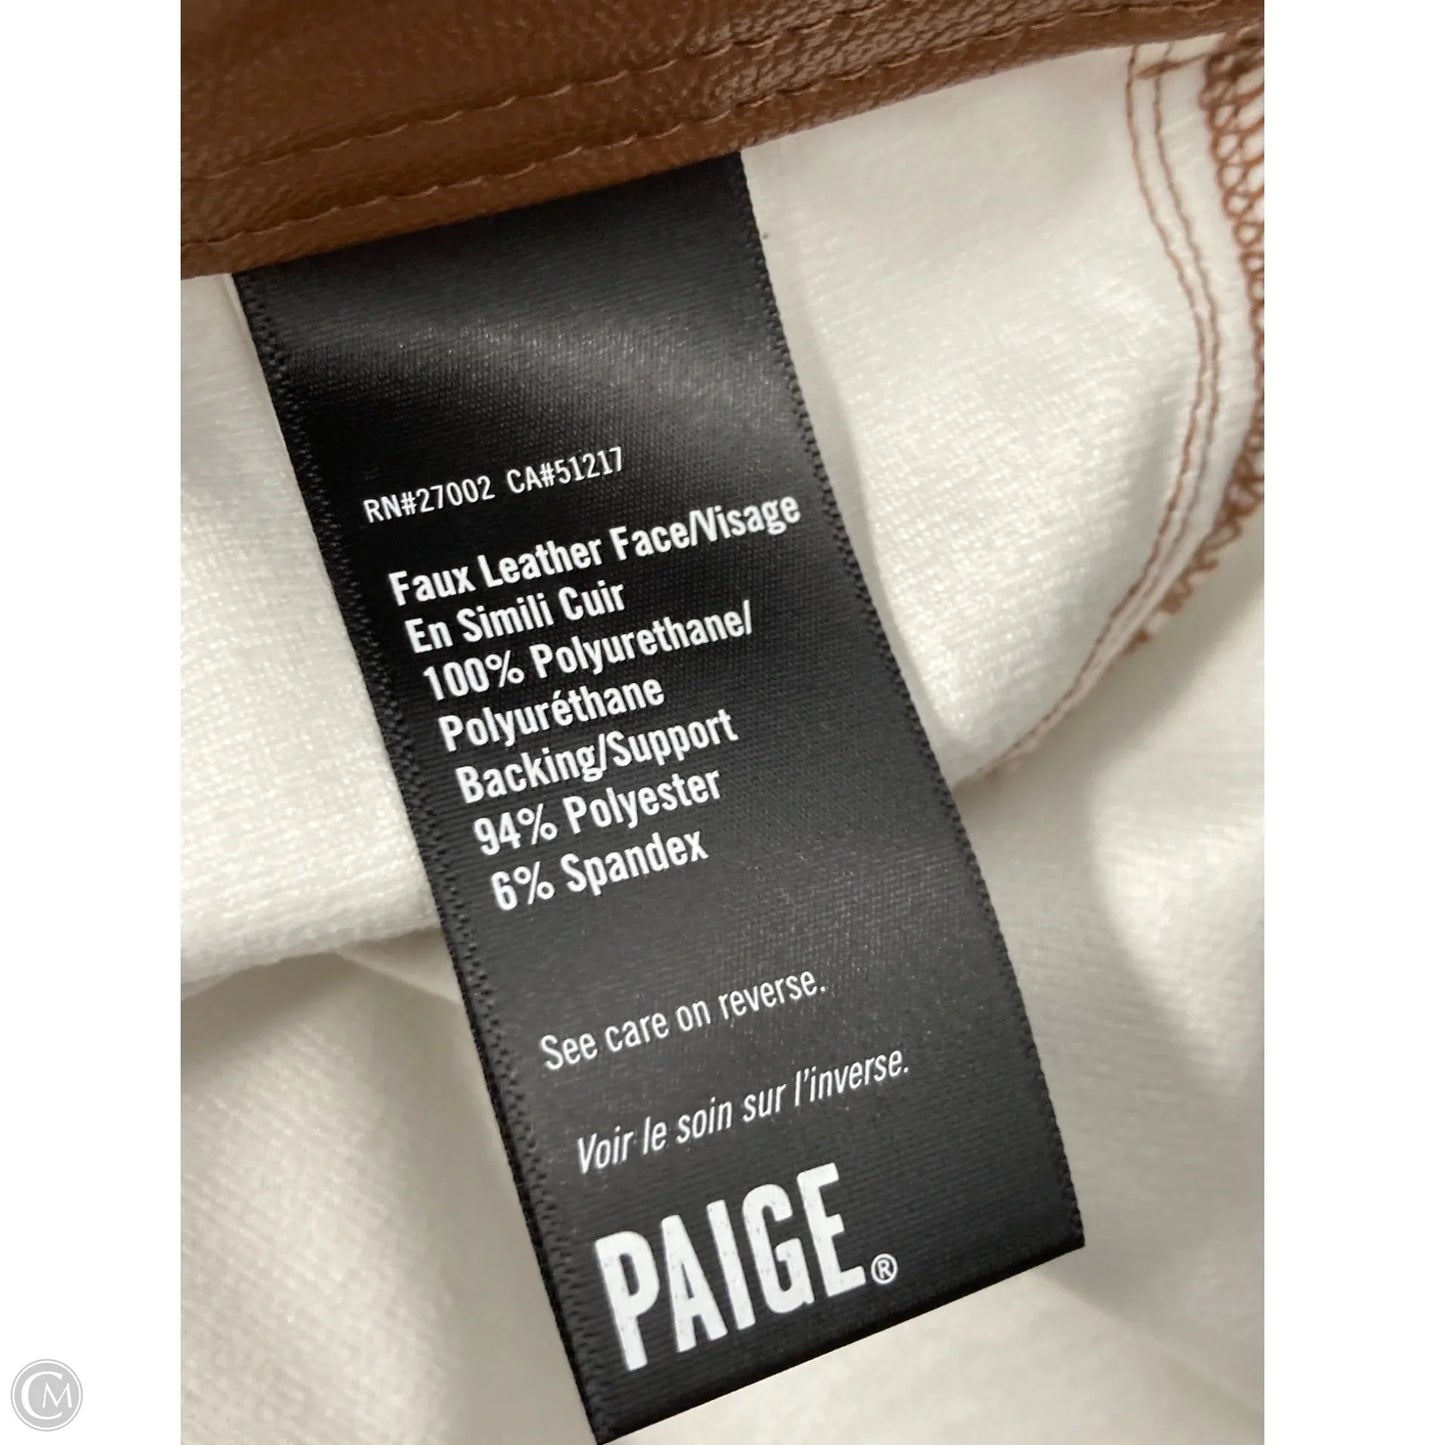 RN#27002 CA#51217
Faux Leather Face/Visage
En Simili Cuir
100% Polyurethane/
Polyuréthane
Backing/Support
94% Polyester
6% Spandex
See care on reverse.
Voir le soin sur l'inverse.
PAIGE®
CM